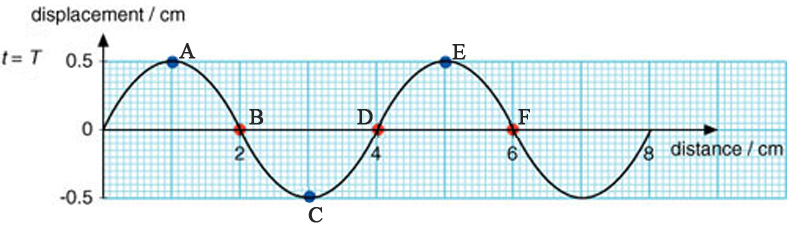 displacement / cm
t = T
0.5
A
E
0
B
D
F
2
4
6
8
distance / cm
-0.5
C